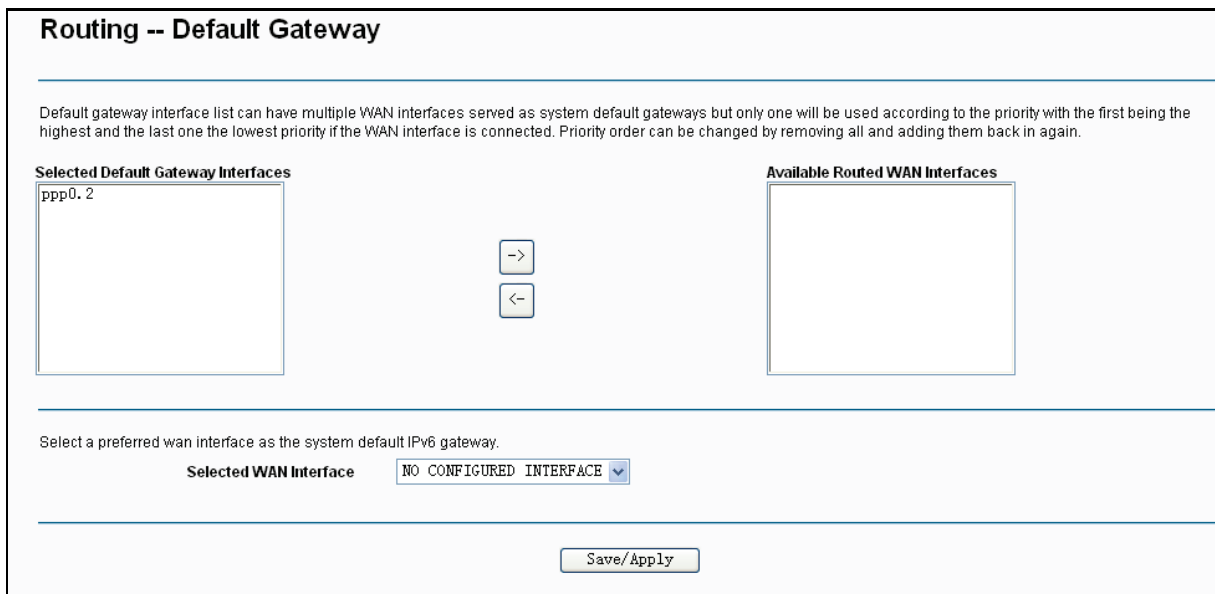 Routing -- Default Gateway
Default gateway interface list can have multiple WAN interfaces served as system default gateways but only one will be used according to the priority with the first being the
highest and the last one the lowest priority if the WAN interface is connected. Priority order can be changed by removing all and adding them back in again.
Selected Default Gateway Interfaces
Available Routed WAN Interfaces
ppp0.2
->
<-
Select a preferred wan interface as the system default IPv6 gateway.
Selected WAN Interface NO CONFIGURED INTERFACE
Save/Apply